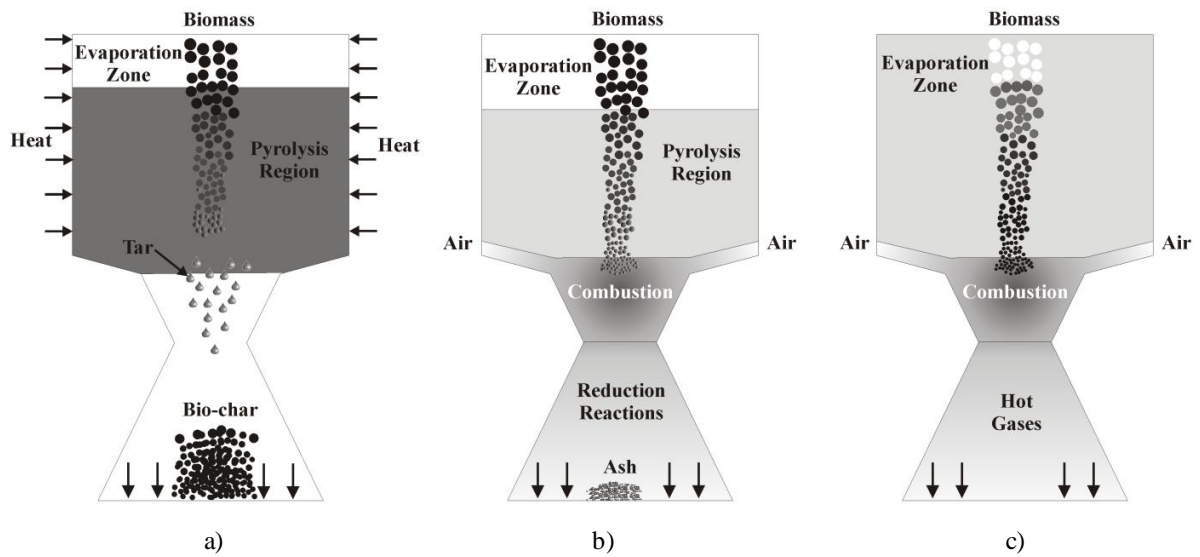 Biomass
Evaporation
Zone
Heat
Heat
Pyrolysis
Region
Tar
Bio-char
a)
Biomass
Evaporation
Zone
Pyrolysis
Region
Air
Air
Combustion
Reduction
Reactions
Ash
b)
Biomass
Evaporation
Zone
Air
Air
Combustion
Hot
Gases
c)